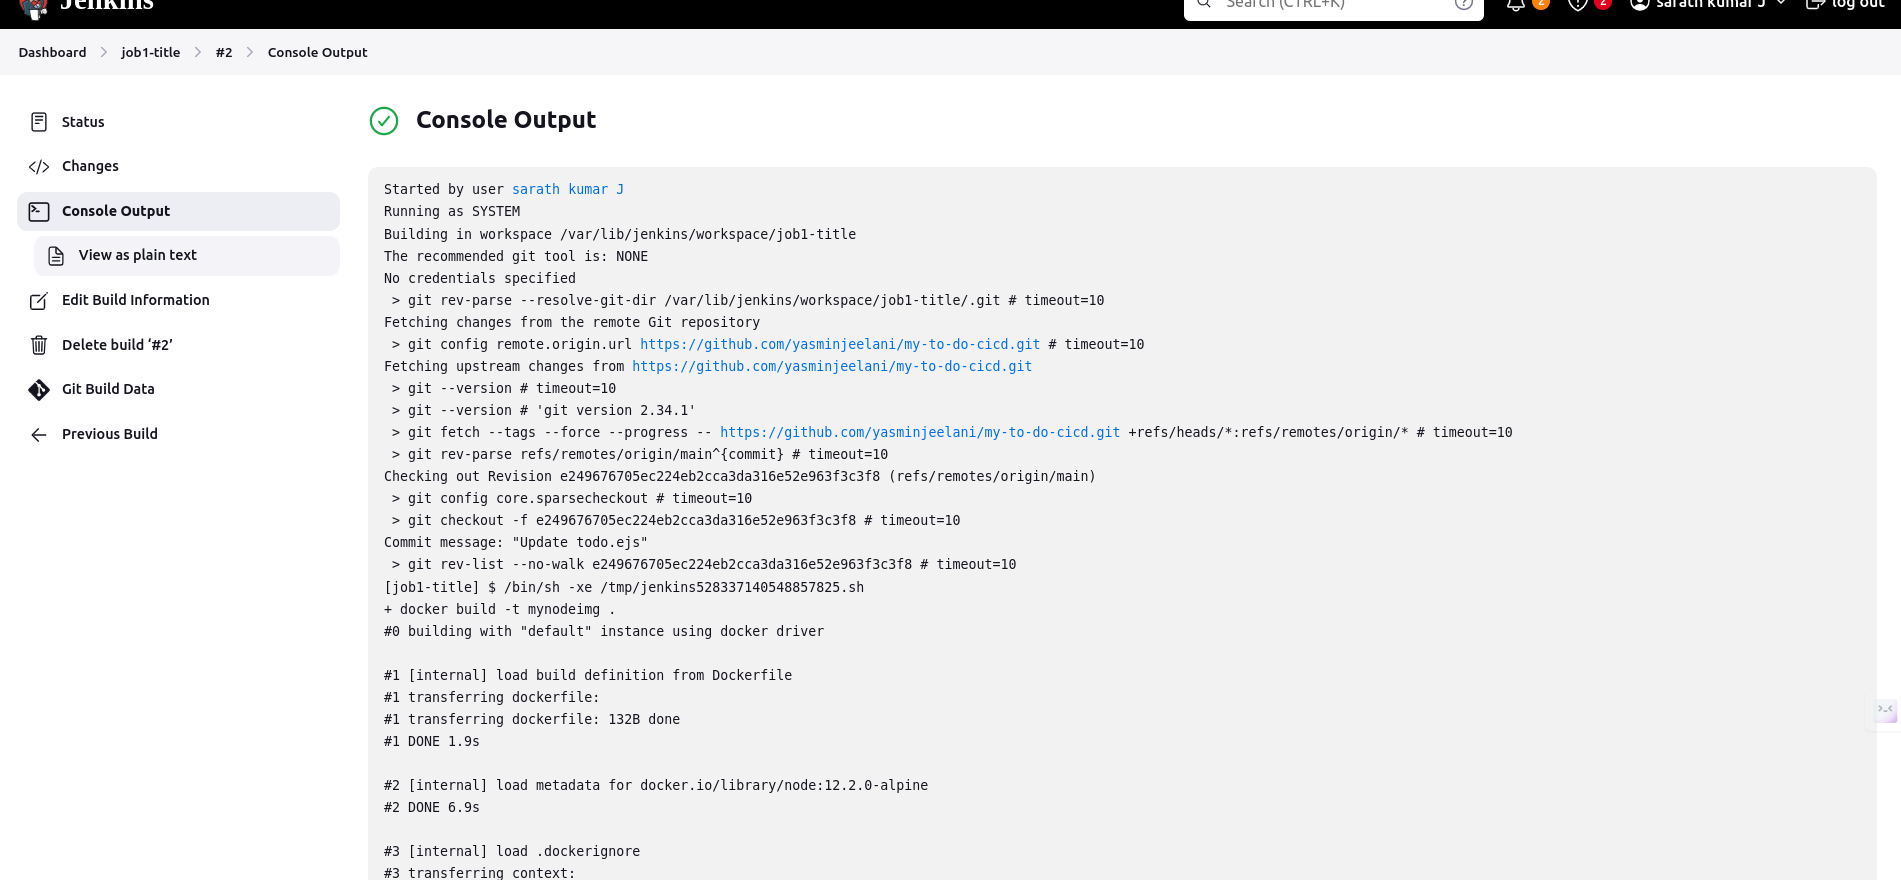 Jenkins
Search (CTRL+K)
2
2
sarath kumar J
log out
Dashboard
job1-title
#2
Console Output
Status
Changes
Console Output
View as plain text
Edit Build Information
Delete build ‘#2’
Git Build Data
Previous Build
Console Output
Started by user sarath kumar J
Running as SYSTEM
Building in workspace /var/lib/jenkins/workspace/job1-title
The recommended git tool is: NONE
No credentials specified
 > git rev-parse --resolve-git-dir /var/lib/jenkins/workspace/job1-title/.git # timeout=10
Fetching changes from the remote Git repository
 > git config remote.origin.url https://github.com/yasminjeelani/my-to-do-cicd.git # timeout=10
Fetching upstream changes from https://github.com/yasminjeelani/my-to-do-cicd.git
 > git --version # timeout=10
 > git --version # 'git version 2.34.1'
 > git fetch --tags --force --progress -- https://github.com/yasminjeelani/my-to-do-cicd.git +refs/heads/*:refs/remotes/origin/* # timeout=10
 > git rev-parse refs/remotes/origin/main^{commit} # timeout=10
Checking out Revision e249676705ec224eb2cca3da316e52e963f3c3f8 (refs/remotes/origin/main)
 > git config core.sparsecheckout # timeout=10
 > git checkout -f e249676705ec224eb2cca3da316e52e963f3c3f8 # timeout=10
Commit message: "Update todo.ejs"
 > git rev-list --no-walk e249676705ec224eb2cca3da316e52e963f3c3f8 # timeout=10
[job1-title] $ /bin/sh -xe /tmp/jenkins528337140548857825.sh
+ docker build -t mynodeimg .
#0 building with "default" instance using docker driver
#1 [internal] load build definition from Dockerfile
#1 transferring dockerfile:
#1 transferring dockerfile: 132B done
#1 DONE 1.9s
#2 [internal] load metadata for docker.io/library/node:12.2.0-alpine
#2 DONE 6.9s
#3 [internal] load .dockerignore
#3 transferring context: